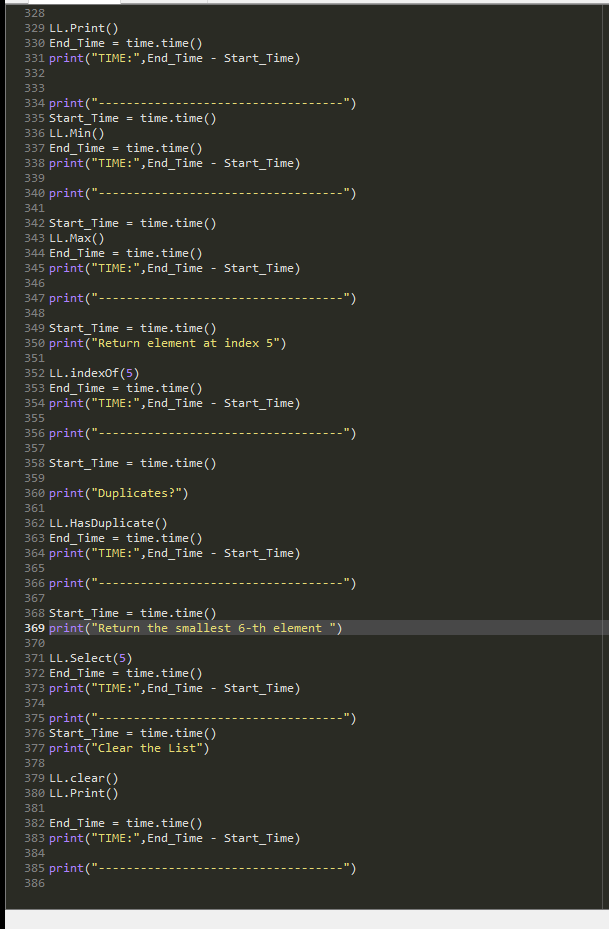 328
329 LL.Print()
330 End_Time = time.time()
331 print("TIME:",End_Time - Start_Time)
332
333
334 print("-----------------------------------")
335 Start_Time = time.time()
336 LL.Min()
337 End_Time = time.time()
338 print("TIME:",End_Time - Start_Time)
339
340 print("-----------------------------------")
341
342 Start_Time = time.time()
343 LL.Max()
344 End_Time = time.time()
345 print("TIME:",End_Time - Start_Time)
346
347 print("-----------------------------------")
348
349 Start_Time = time.time()
350 print("Return element at index 5")
351
352 LL.indexOf(5)
353 End_Time = time.time()
354 print("TIME:",End_Time - Start_Time)
355
356 print("-----------------------------------")
357
358 Start_Time = time.time()
359
360 print("Duplicates?")
361
362 LL.HasDuplicate()
363 End_Time = time.time()
364 print("TIME:",End_Time - Start_Time)
365
366 print("-----------------------------------")
367
368 Start_Time = time.time()
369 print("Return the smallest 6-th element ")
370
371 LL.Select(5)
372 End_Time = time.time()
373 print("TIME:",End_Time - Start_Time)
374
375 print("-----------------------------------")
376 Start_Time = time.time()
377 print("Clear the List")
378
379 LL.clear()
380 LL.Print()
381
382 End_Time = time.time()
383 print("TIME:",End_Time - Start_Time)
384
385 print("-----------------------------------")
386